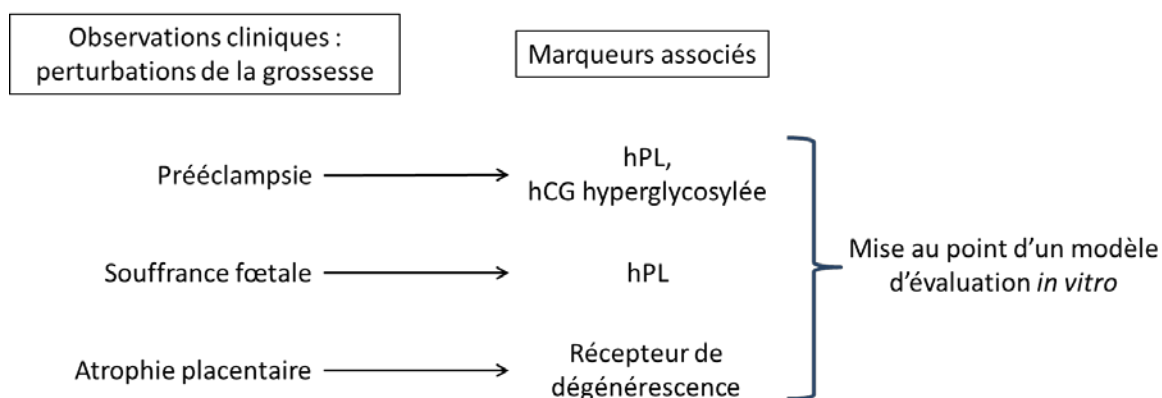 Observations cliniques :
perturbations de la grossesse
Marqueurs associés
Prééclampsie
hPL,
hCG hyperglycosylée
Souffrance fœtale
hPL
Atrophie placentaire
Récepteur de
dégénérescence
Mise au point d'un modèle
d'évaluation in vitro